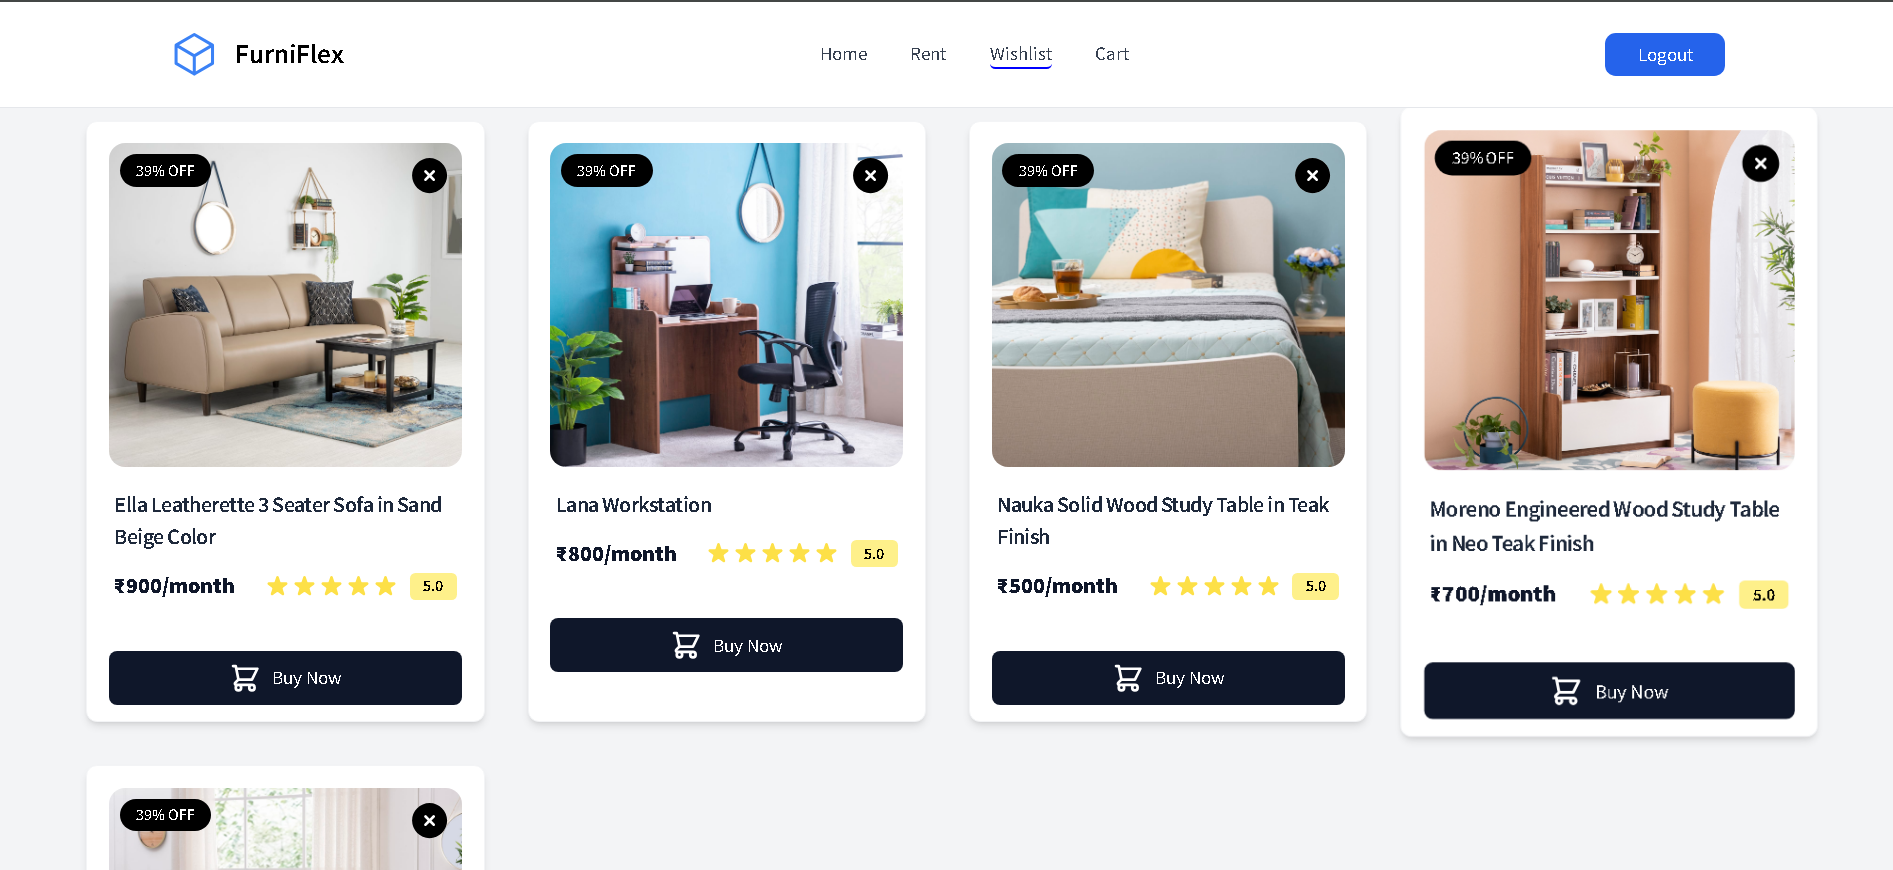 FurniFlex
Home
Rent
Wishlist
Cart
Logout
39% OFF
39% OFF
39% OFF
39% OFF
Ella Leatherette 3 Seater Sofa in Sand
Beige Color
₹900/month
5.0
Buy Now
Lana Workstation
₹800/month
5.0
Buy Now
Nauka Solid Wood Study Table in Teak
Finish
₹500/month
5.0
Buy Now
Moreno Engineered Wood Study Table
in Neo Teak Finish
₹700/month
5.0
Buy Now
39% OFF